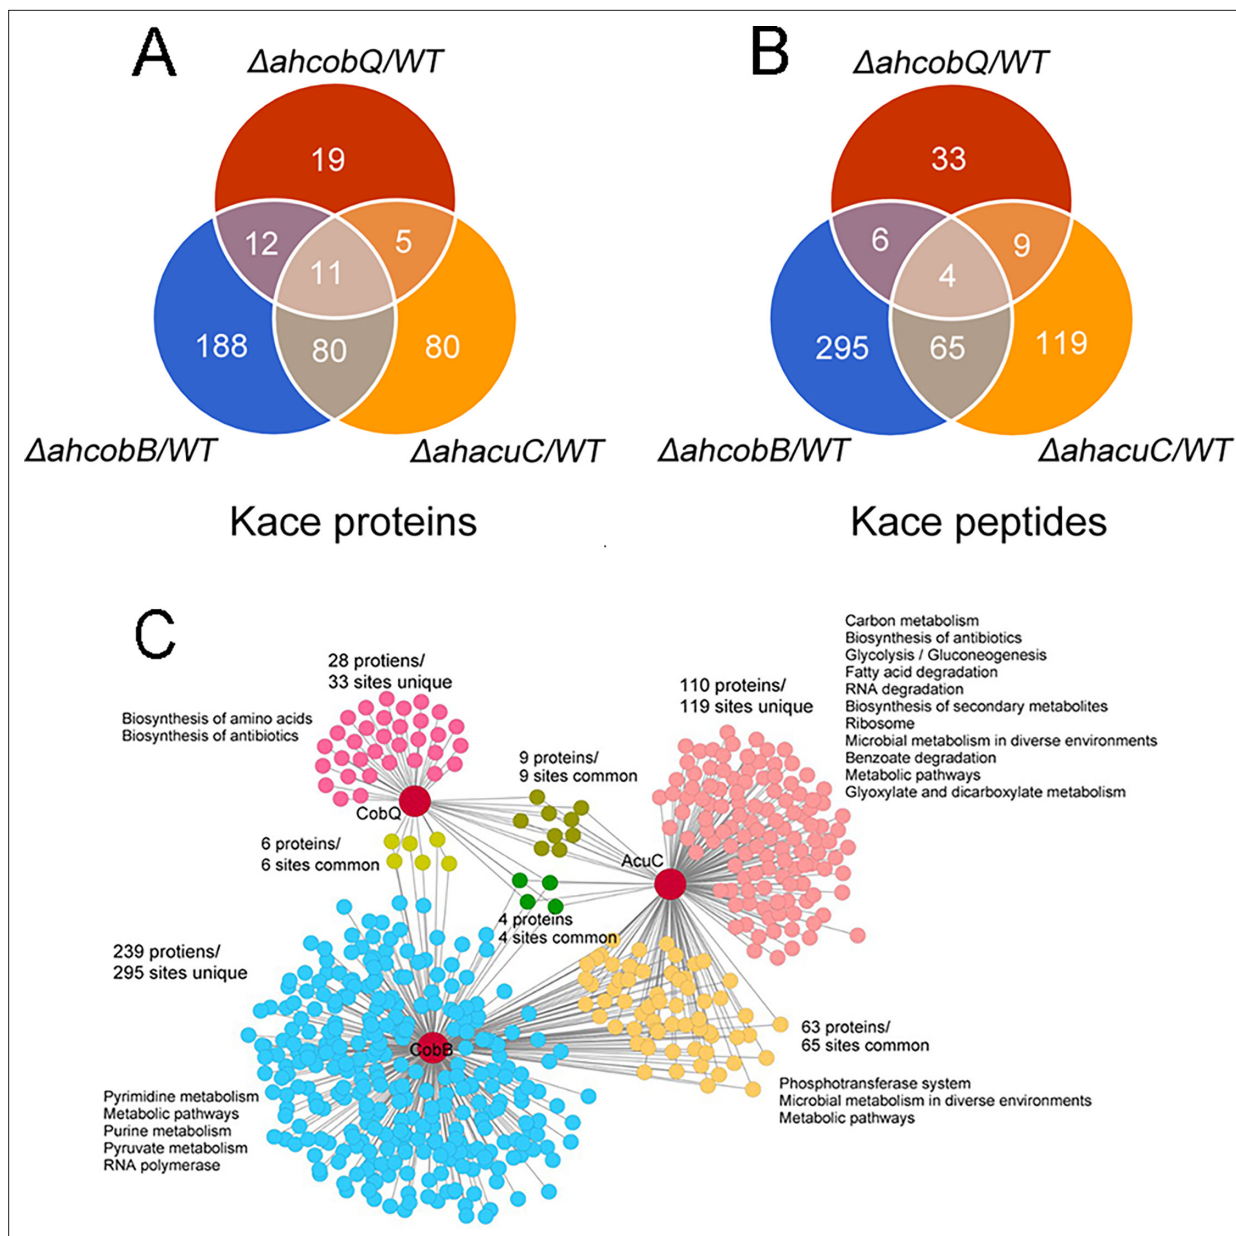 A
ΔahcobQ/WT
19
12
5
11
188
80
80
ΔahcobB/WT
ΔahacuC/WT
Kace proteins
B
ΔahcobQ/WT
33
6
9
4
295
65
119
ΔahcobB/WT
ΔahacuC/WT
Kace peptides
C
28 protiens/
33 sites unique
Biosynthesis of amino acids
Biosynthesis of antibiotics
CobQ
9 proteins/
9 sites common
110 proteins/
119 sites unique
Carbon metabolism
Biosynthesis of antibiotics
Glycolysis / Gluconeogenesis
Fatty acid degradation
RNA degradation
Biosynthesis of secondary metabolites
Ribosome
Microbial metabolism in diverse environments
Benzoate degradation
Metabolic pathways
Glyoxylate and dicarboxylate metabolism
6 proteins/
6 sites common
AcuC
4 proteins
4 sites common
239 protiens/
295 sites unique
CobB
63 proteins/
65 sites common
Phosphotransferase system
Microbial metabolism in diverse environments
Metabolic pathways
Pyrimidine metabolism
Metabolic pathways
Purine metabolism
Pyruvate metabolism
RNA polymerase